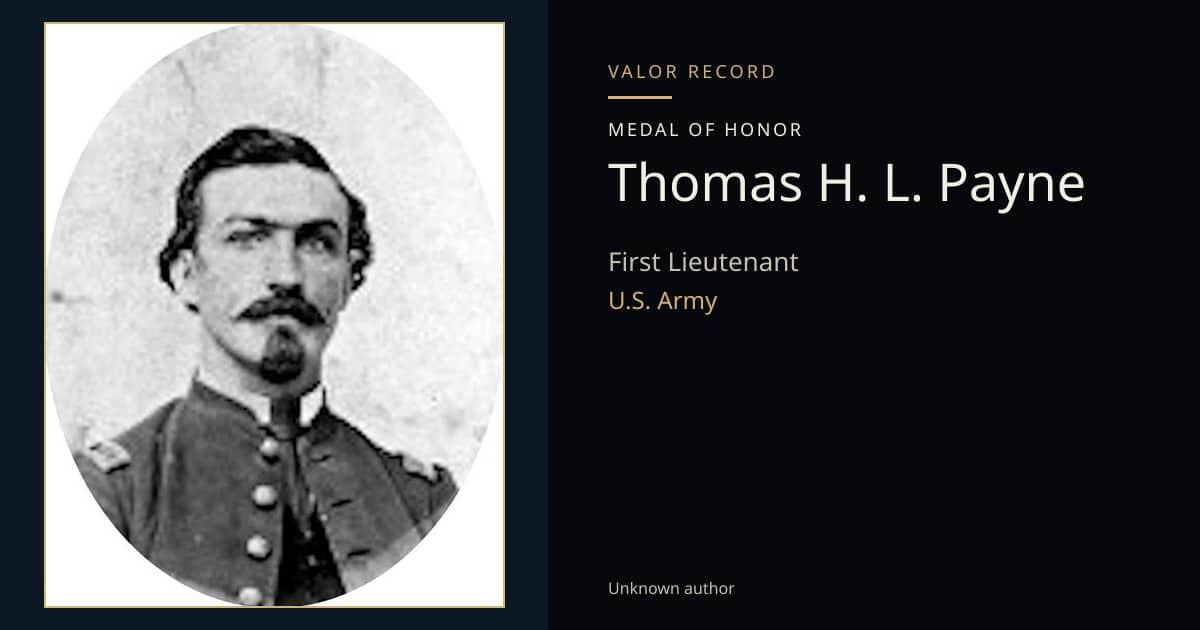 VALOR RECORD
MEDAL OF HONOR
Thomas H. L. Payne
First Lieutenant
U.S. Army
Unknown author